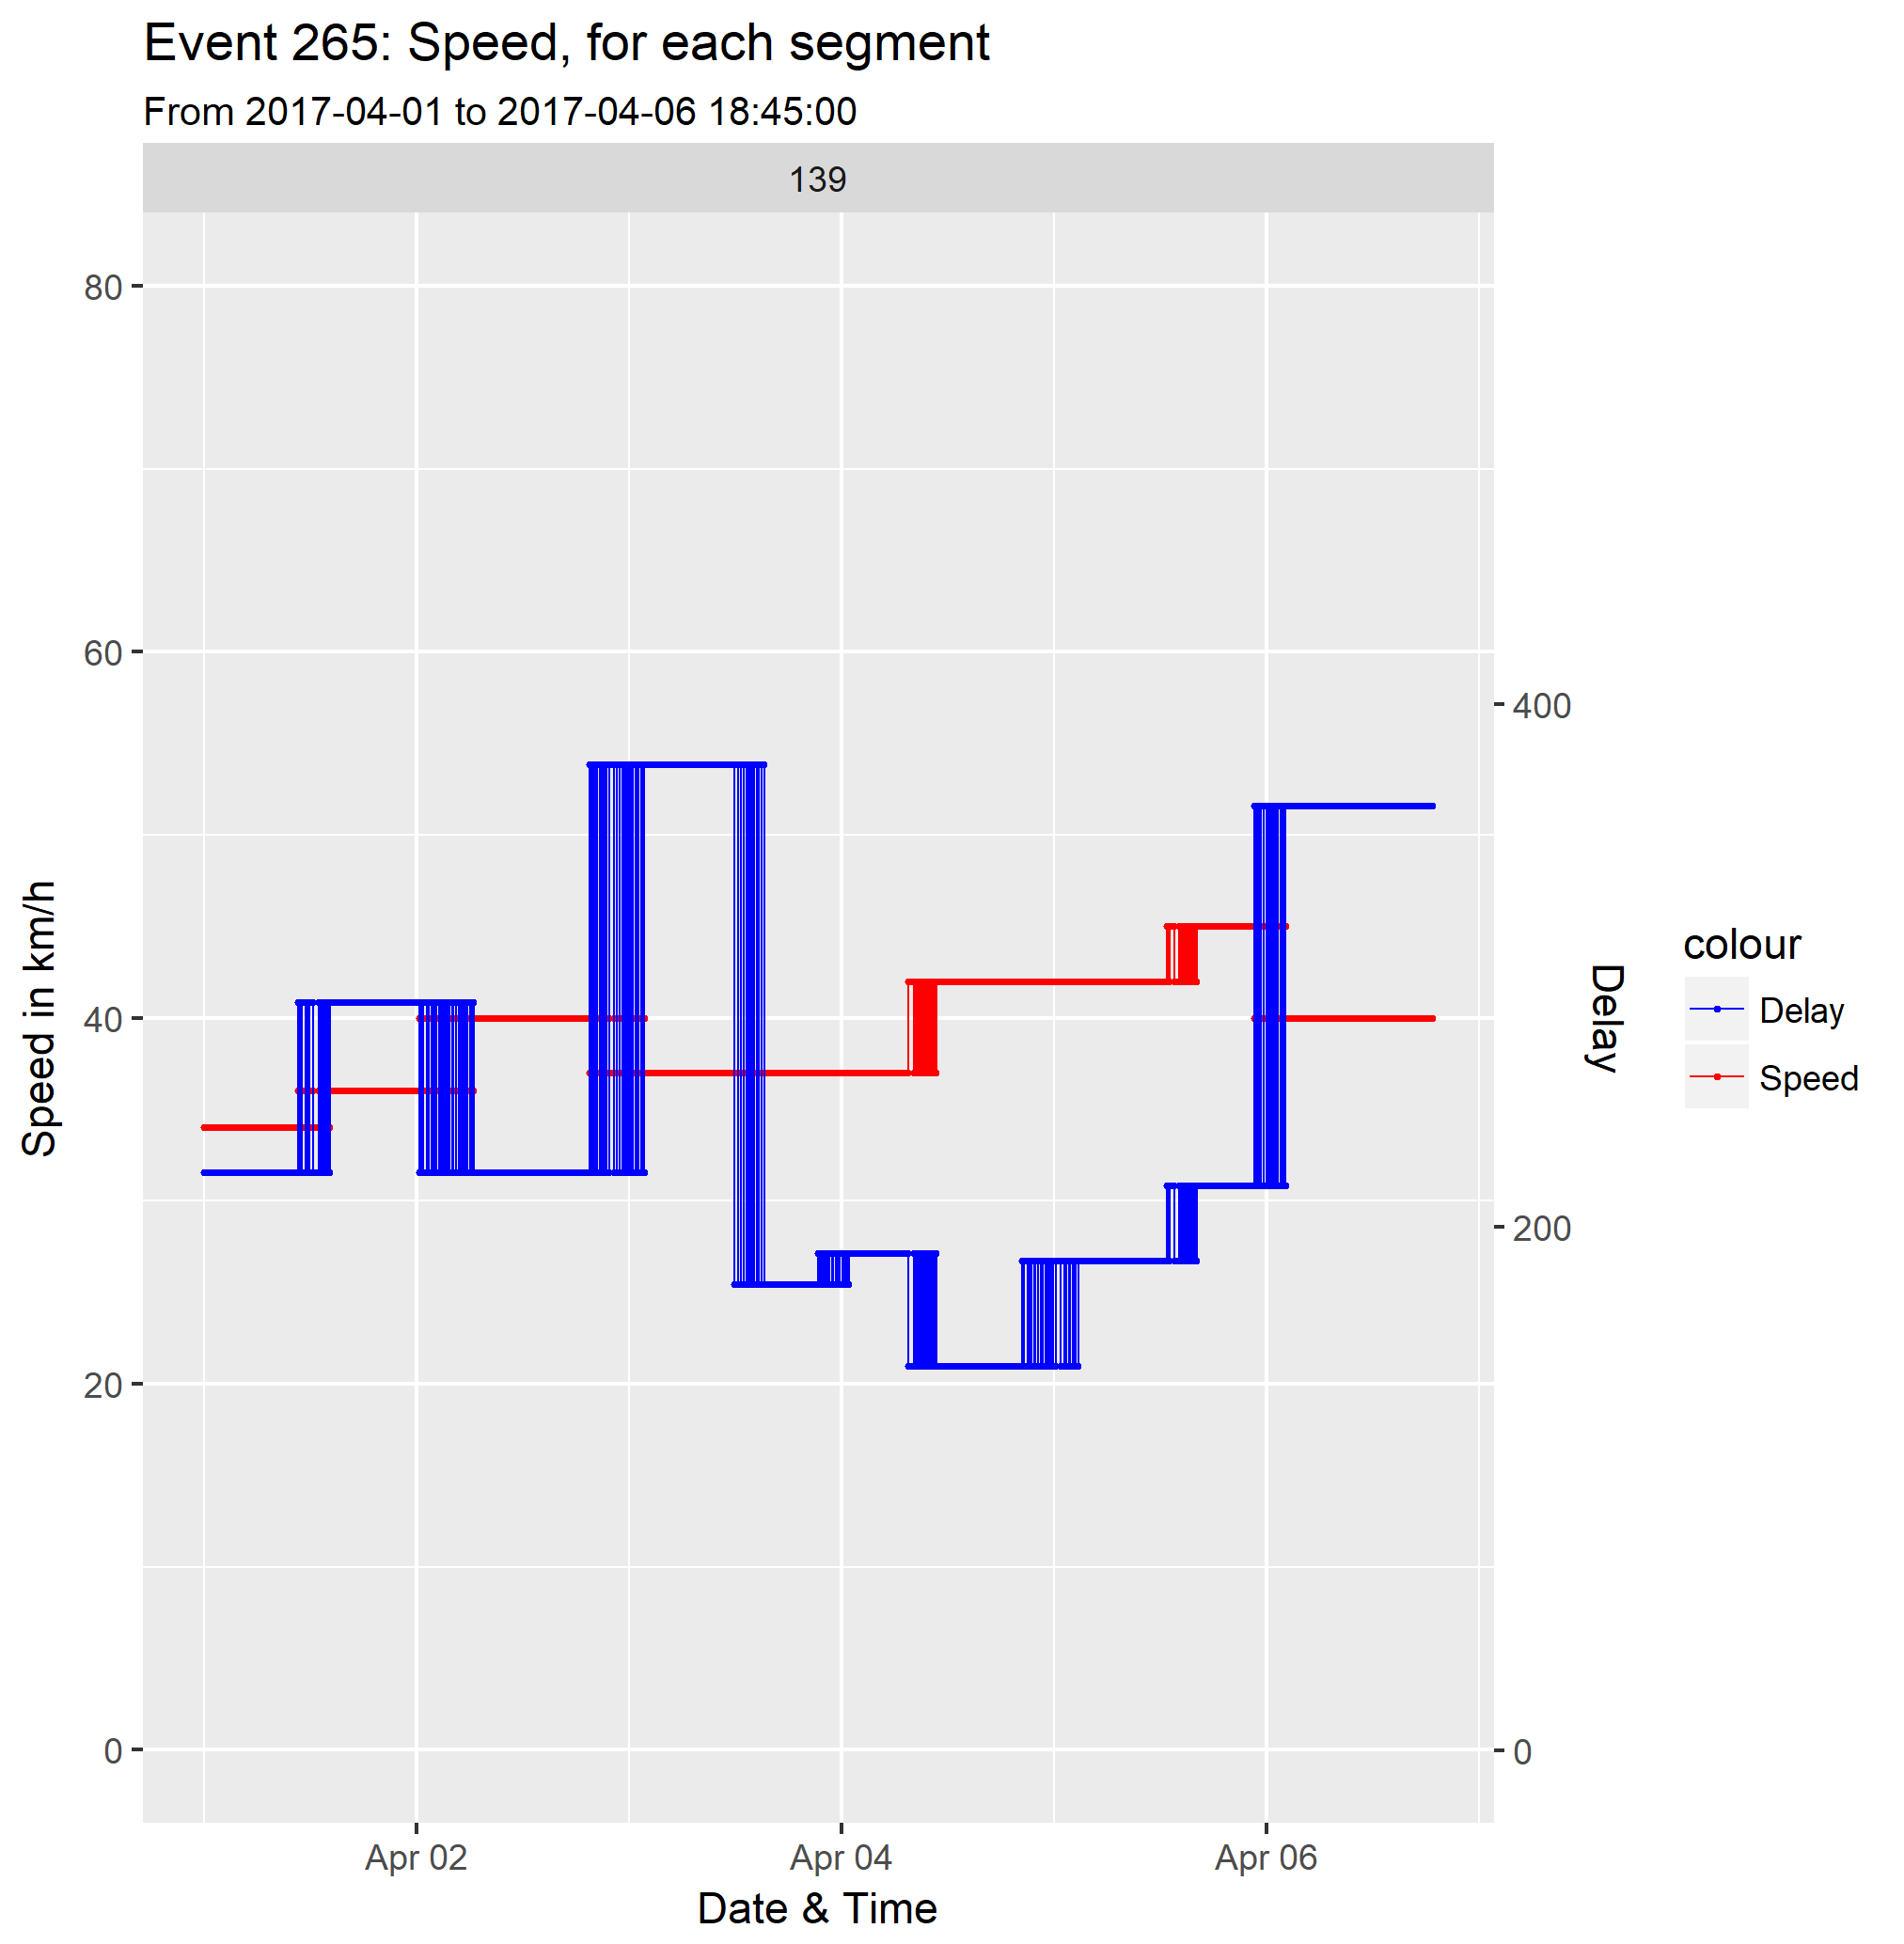 Event 265: Speed, for each segment
From 2017-04-01 to 2017-04-06 18:45:00
139
80
60
40
20
0
Speed in km/h
400
200
0
Delay
colour
Delay
Speed
Apr 02
Apr 04
Apr 06
Date & Time